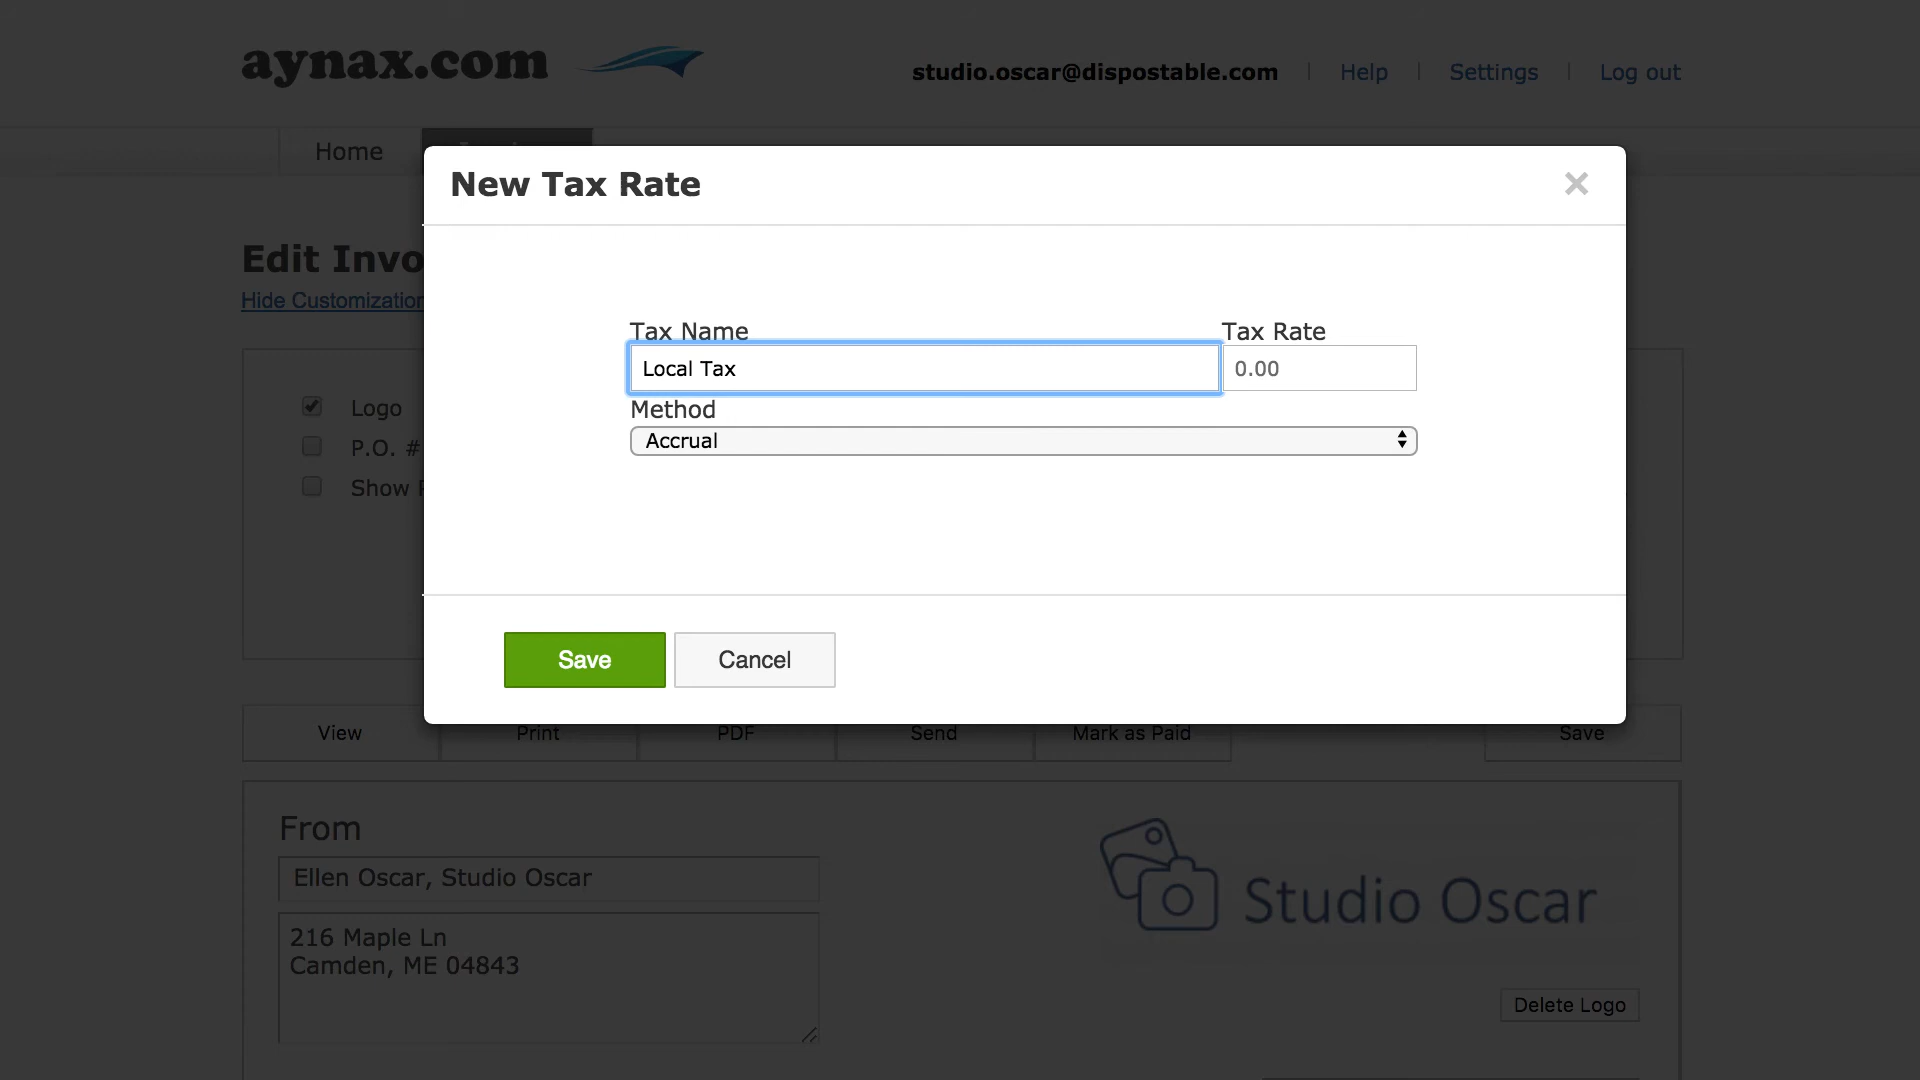 aynax.com
studio.oscar@dispostable.com | Help | Settings | Log out
Home
New Tax Rate
×
Edit Invo
Hide Customization
Tax Name
Tax Rate
Local Tax
0.00
Method
Accrual
Logo
P.O. #
Show
Save
Cancel
View
Print
PDF
Send
Mark as Paid
Save
From
Ellen Oscar, Studio Oscar
216 Maple Ln
Camden, ME 04843
Studio Oscar
Delete Logo